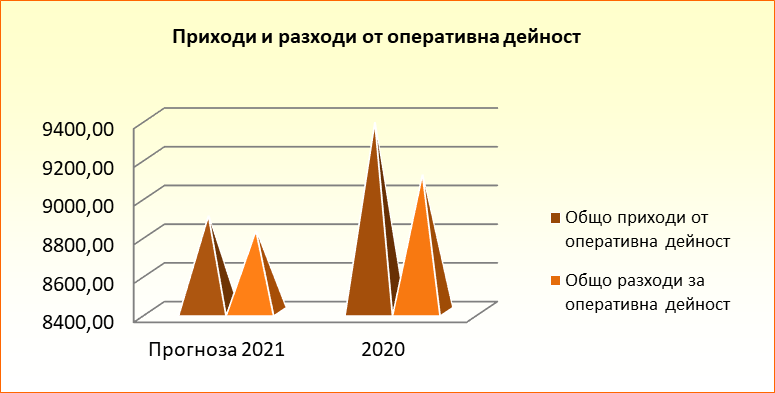 Приходи и разходи от оперативна дейност
9400,00
9200,00
9000,00
8800,00
8600,00
8400,00
Прогноза 2021
2020
Общо приходи от
оперативна дейност
Общо разходи за
оперативна дейност